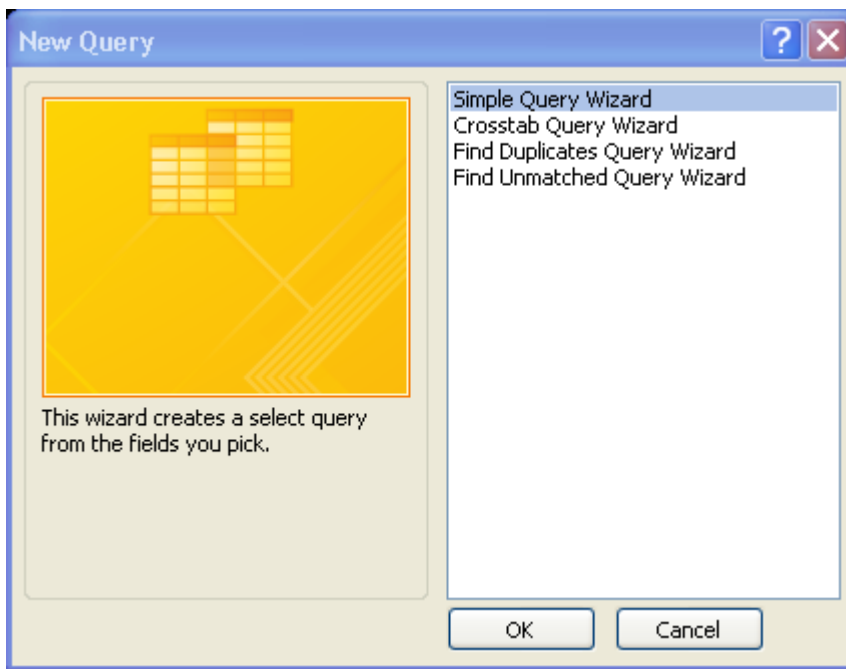 New Query
Simple Query Wizard
Crosstab Query Wizard
Find Duplicates Query Wizard
Find Unmatched Query Wizard
This wizard creates a select query
from the fields you pick.
OK
Cancel